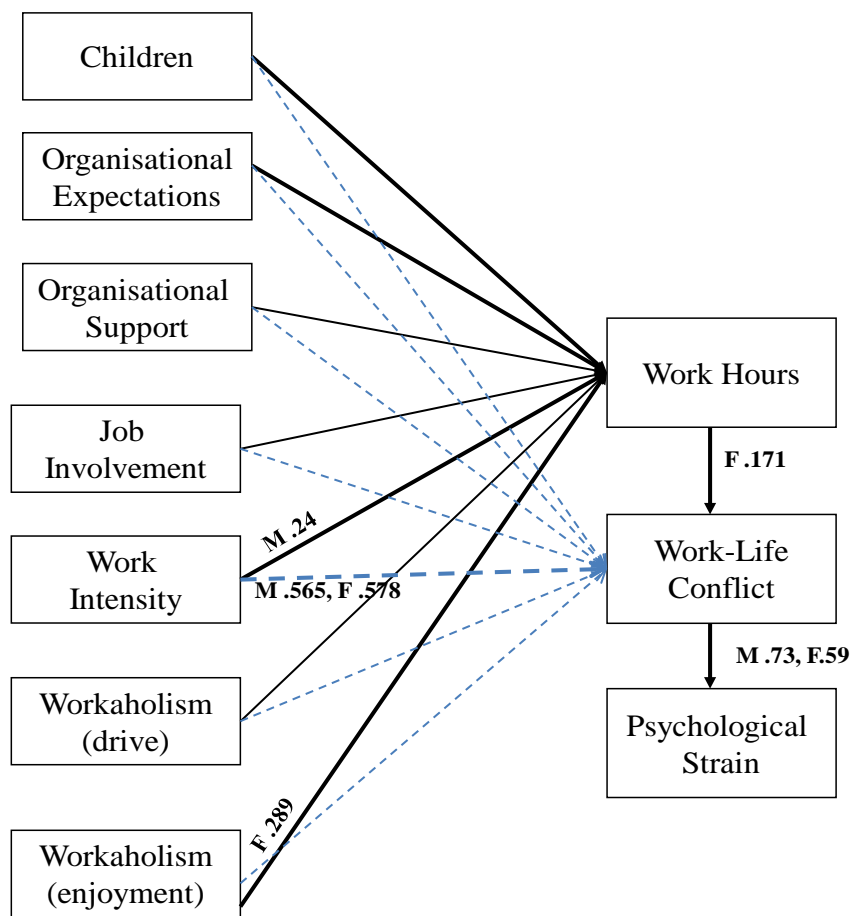 Children
Organisational
Expectations
Organisational
Support
Work Hours
Job
Involvement
F .171
M .24
Work
Intensity
M .565, F .578
Work-Life
Conflict
M .73, F.59
Workaholism
(drive)
Psychological
Strain
F .289
Workaholism
(enjoyment)